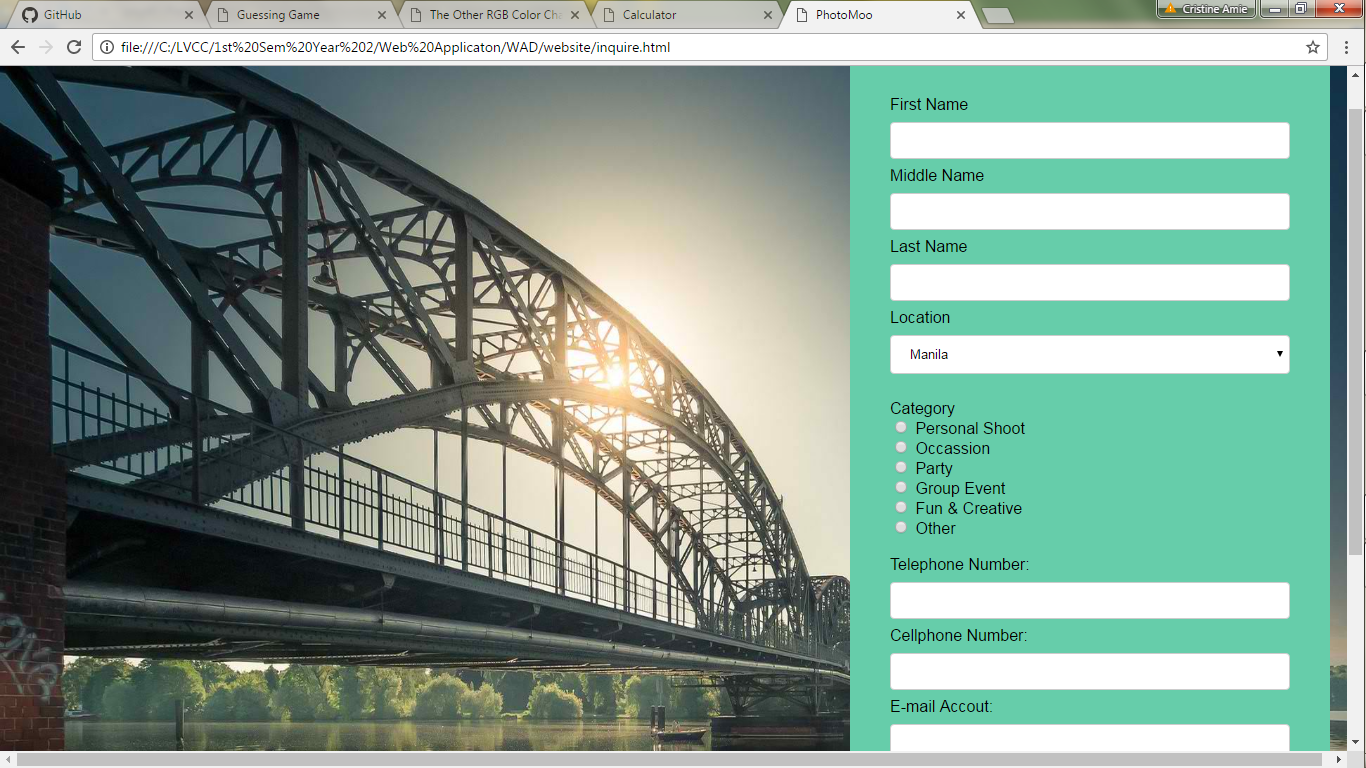 GitHub
Guessing Game
The Other RGB Color Cha
Calculator
PhotoMoo
Cristine Amie
file:///C:/LVCC/1st%20Sem%20Year%202/Web%20Applicaton/WAD/website/inquire.html
First Name
Middle Name
Last Name
Location
Manila
Category
Personal Shoot
Occassion
Party
Group Event
Fun & Creative
Other
Telephone Number:
Cellphone Number:
E-mail Accout: